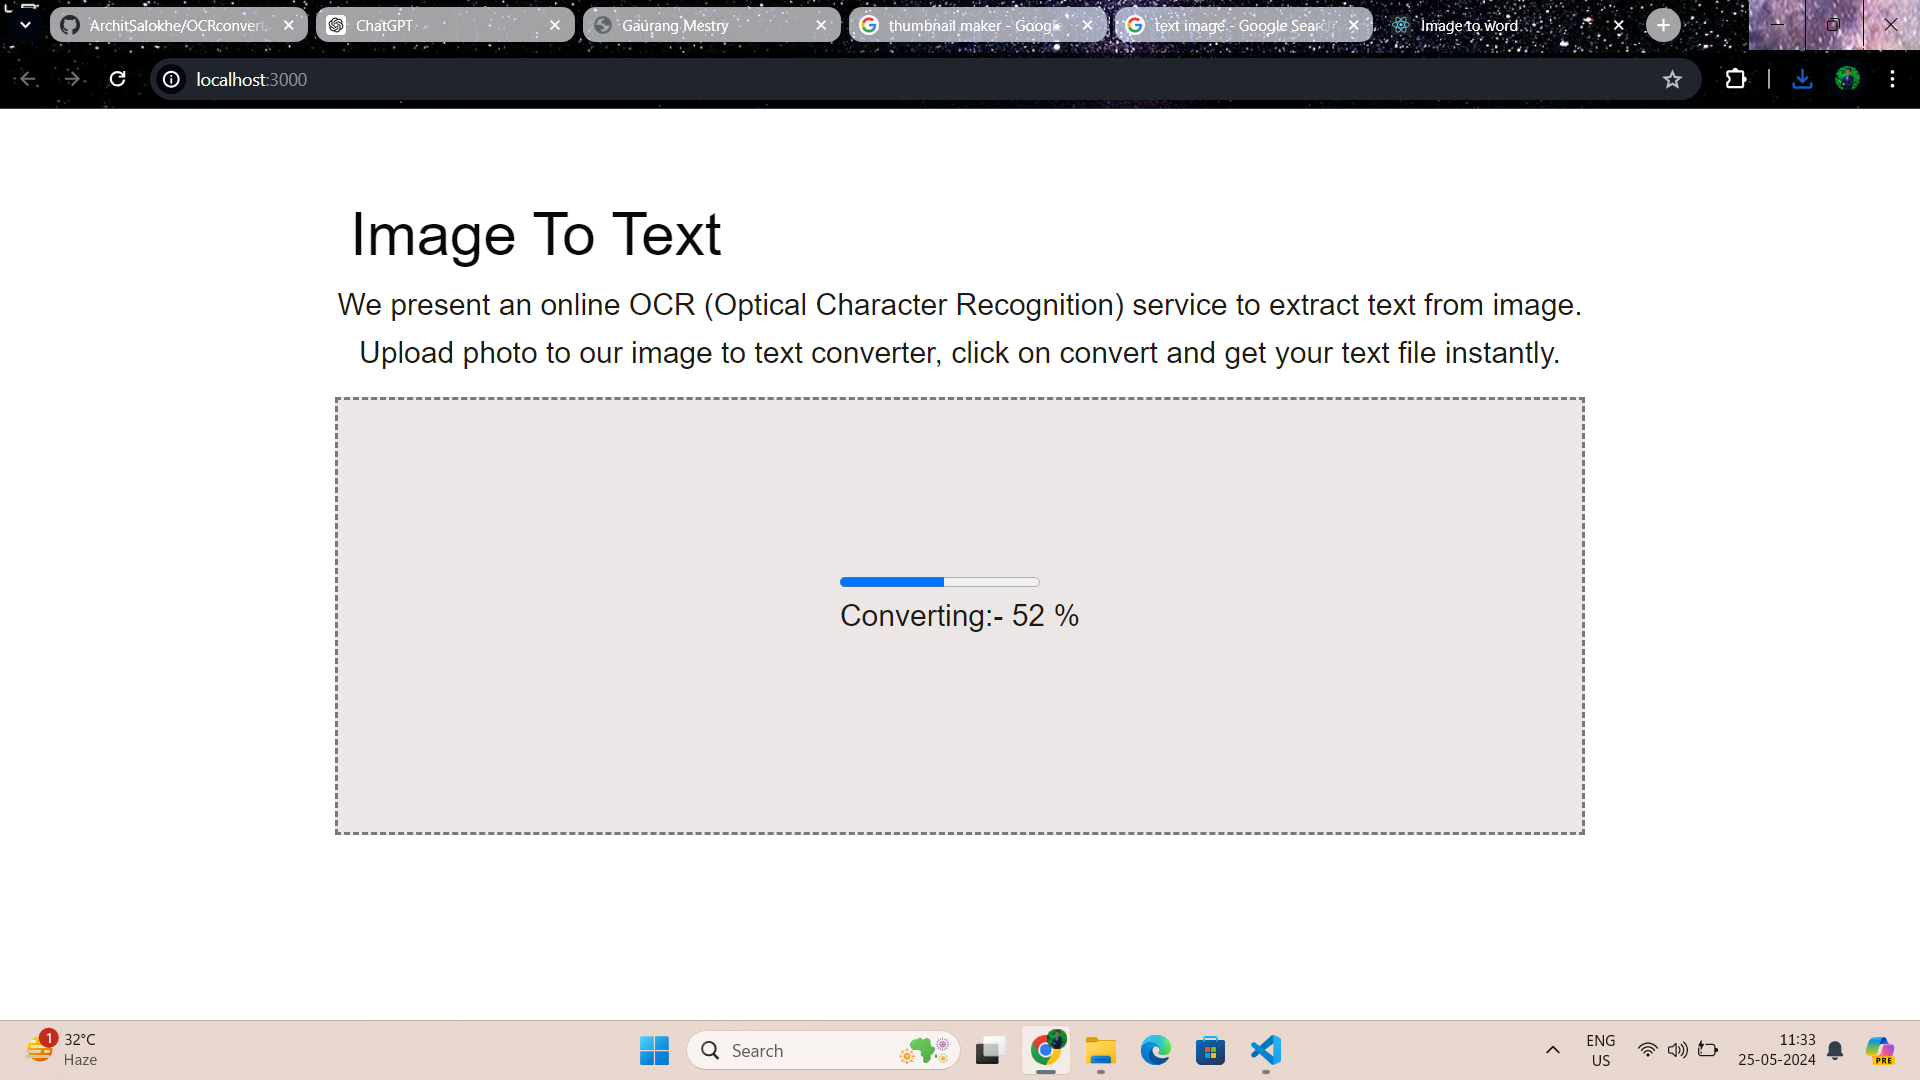 ArchitSalokhe/OCRconvert
ChatGPT
Gaurang Mestry
thumbnail maker - Google
text image - Google Search
Image to word
localhost:3000
Image To Text
We present an online OCR (Optical Character Recognition) service to extract text from image.
Upload photo to our image to text converter, click on convert and get your text file instantly.
Converting:- 52 %
1
32°C
Haze
Search
PRE
ENG
US
11:33
25-05-2024